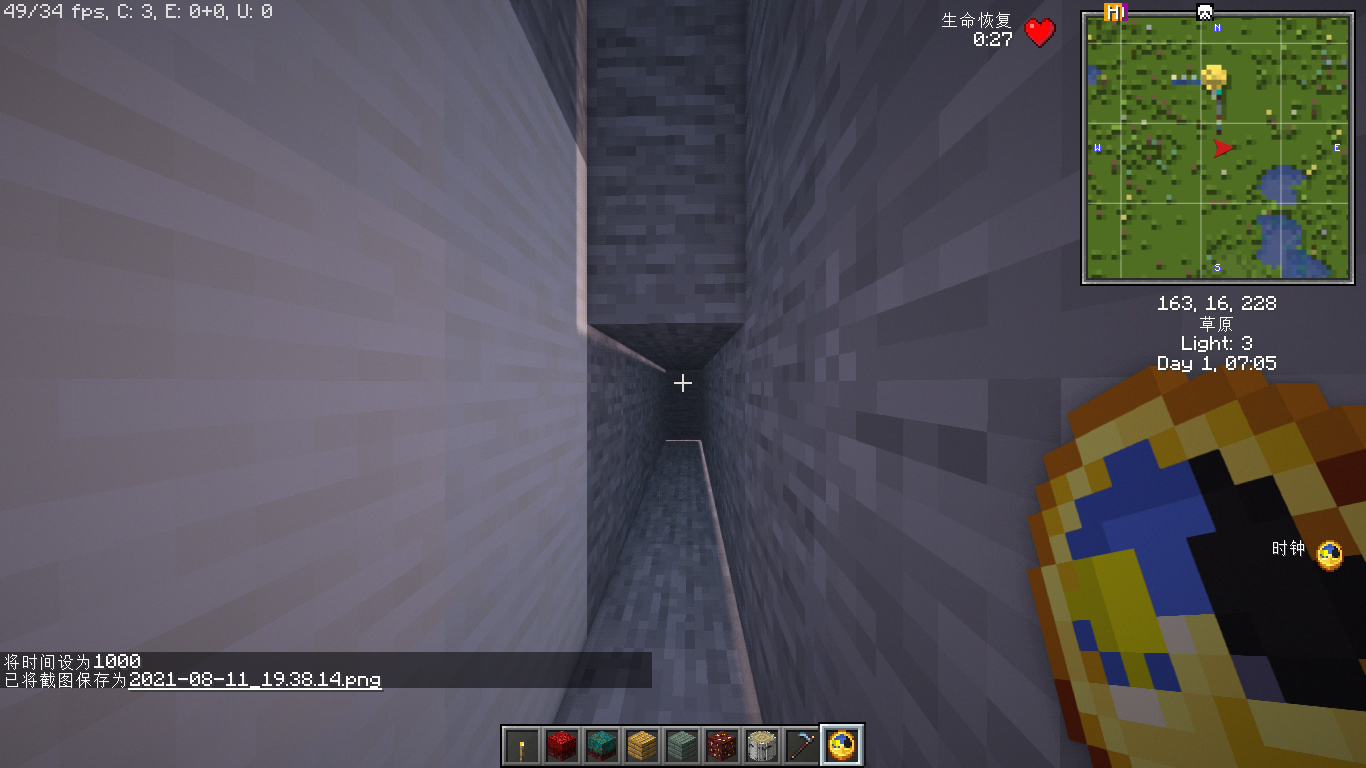 49/34 fps, C: 3, E: 0+0, U: 0
生命恢复
0:27
N
W
E
S
163, 16, 228
草原
Light: 3
Day 1, 07:05
时钟
将时间设为1000
已将截图保存为2021-08-11_19.38.14.png